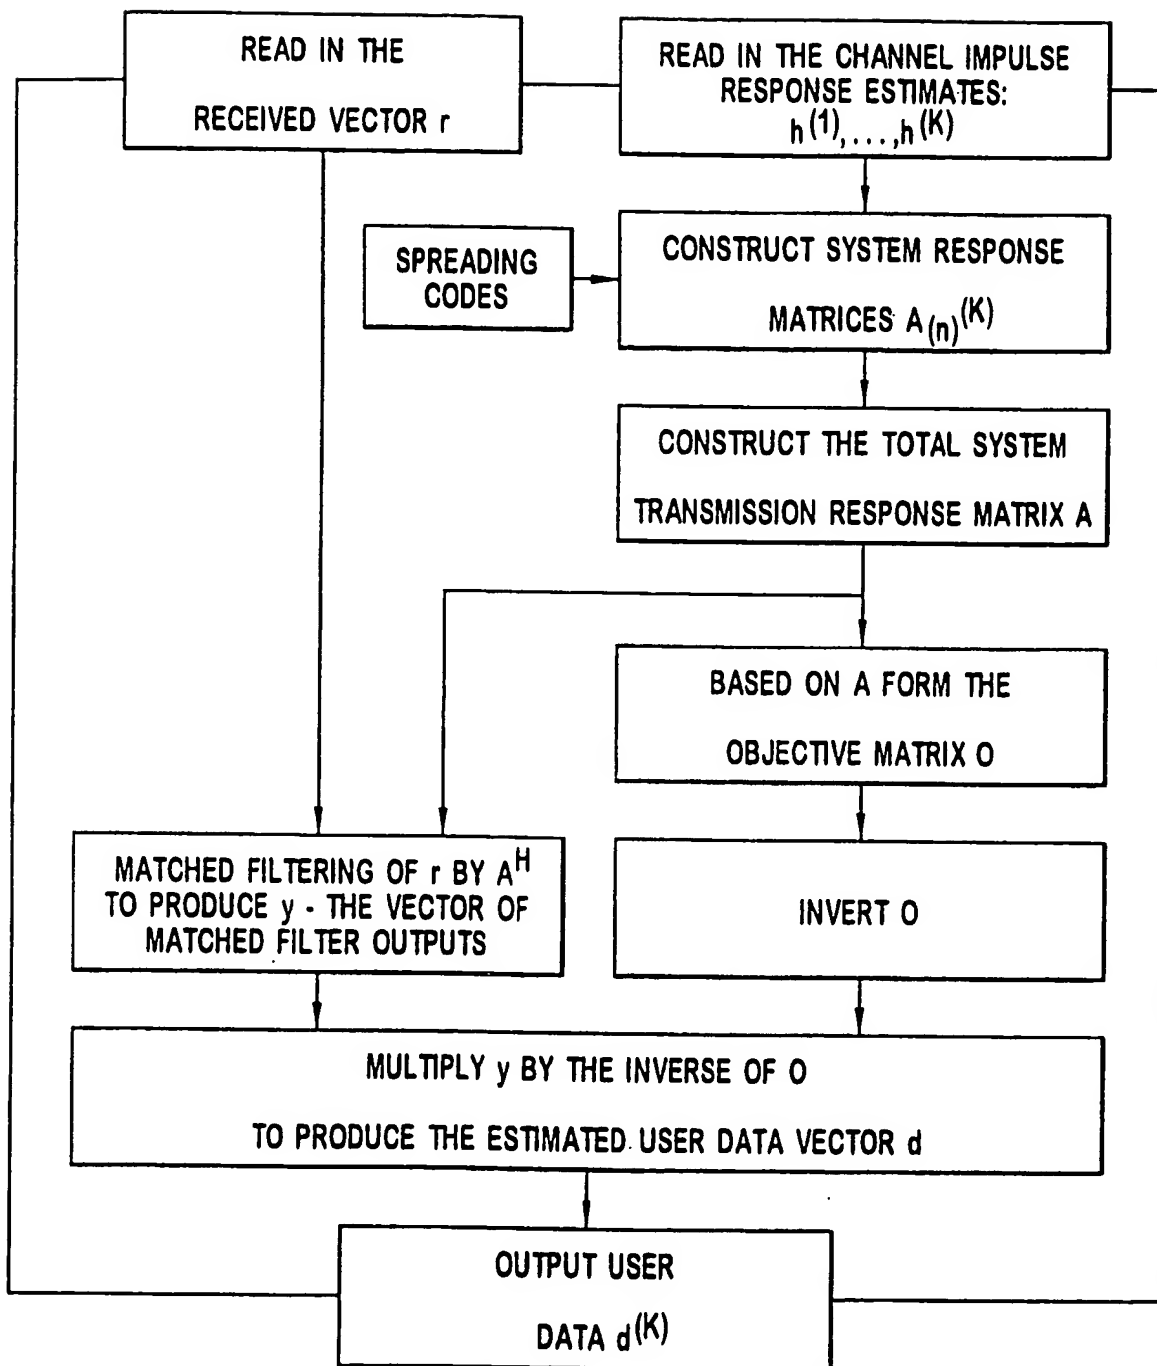 READ IN THE
RECEIVED VECTOR r
READ IN THE CHANNEL IMPULSE
RESPONSE ESTIMATES:
h(1),...,h(K)
SPREADING
CODES
CONSTRUCT SYSTEM RESPONSE
MATRICES A(n)(K)
CONSTRUCT THE TOTAL SYSTEM
TRANSMISSION RESPONSE MATRIX A
BASED ON A FORM THE
OBJECTIVE MATRIX O
MATCHED FILTERING OF r BY AH
TO PRODUCE y - THE VECTOR OF
MATCHED FILTER OUTPUTS
INVERT O
MULTIPLY y BY THE INVERSE OF O
TO PRODUCE THE ESTIMATED USER DATA VECTOR d
OUTPUT USER
DATA d(K)